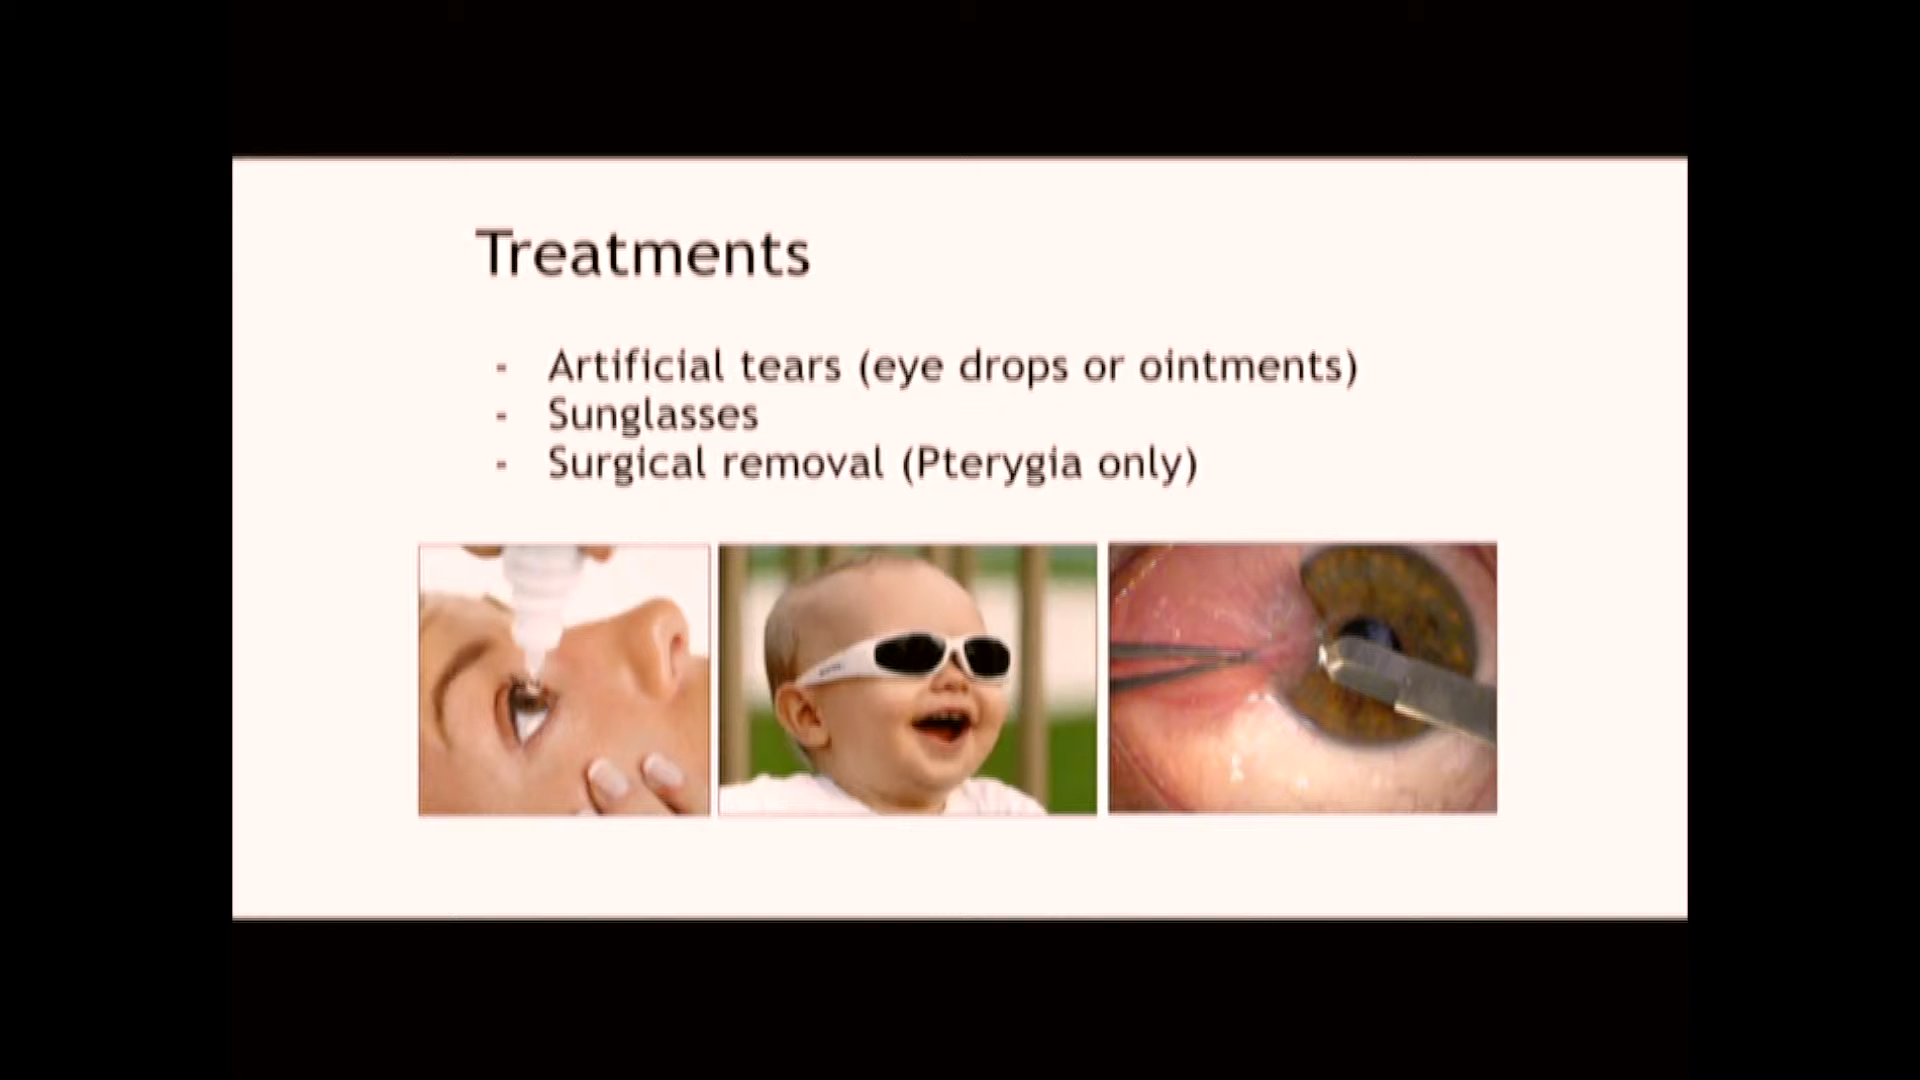 Treatments
- Artificial tears (eye drops or ointments)
- Sunglasses
- Surgical removal (Pterygia only)